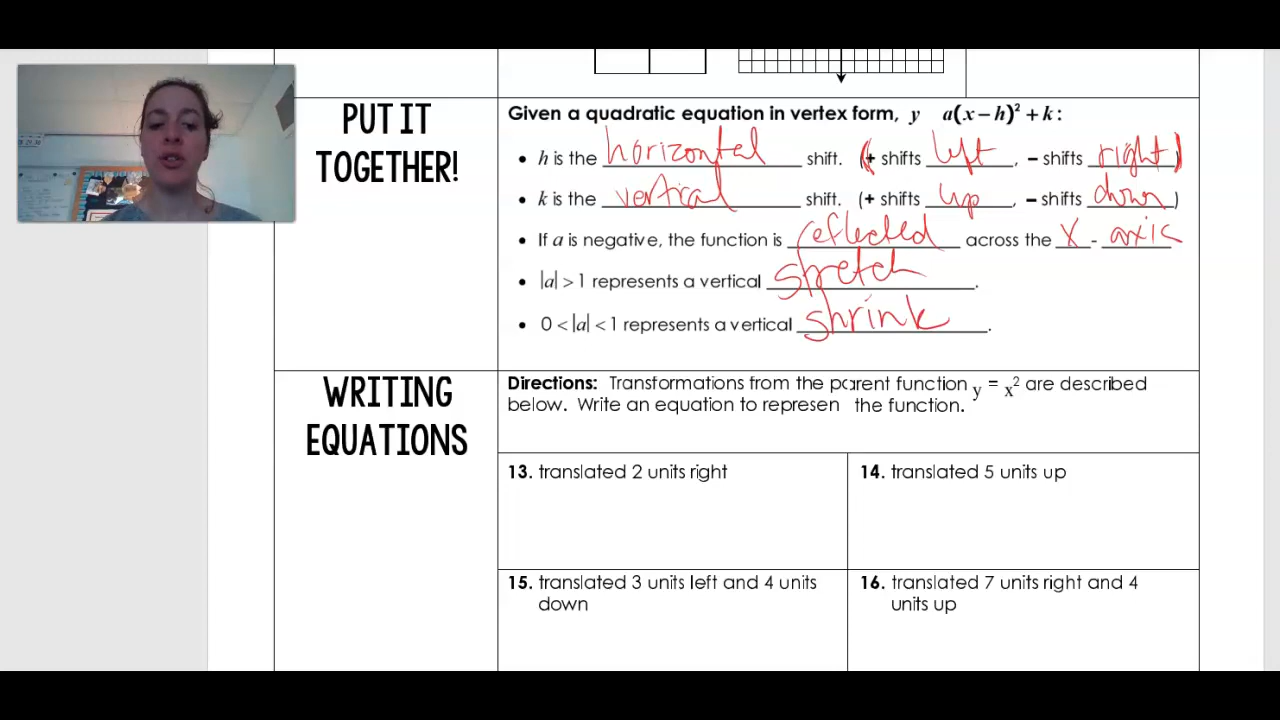 PUT IT
TOGETHER!
Given a quadratic equation in vertex form, y a(x – h)² + k:
• h is the horizontal shift. (+ shifts left, – shifts right)
• k is the vertical shift. (+ shifts up, – shifts down)
• If a is negative, the function is reflected across the x - axis
• |a| > 1 represents a vertical stretch.
• 0 < |a| < 1 represents a vertical shrink.
WRITING
EQUATIONS
Directions: Transformations from the parent function y = x² are described
below. Write an equation to represen the function.
13. translated 2 units right
14. translated 5 units up
15. translated 3 units left and 4 units
down
16. translated 7 units right and 4
units up